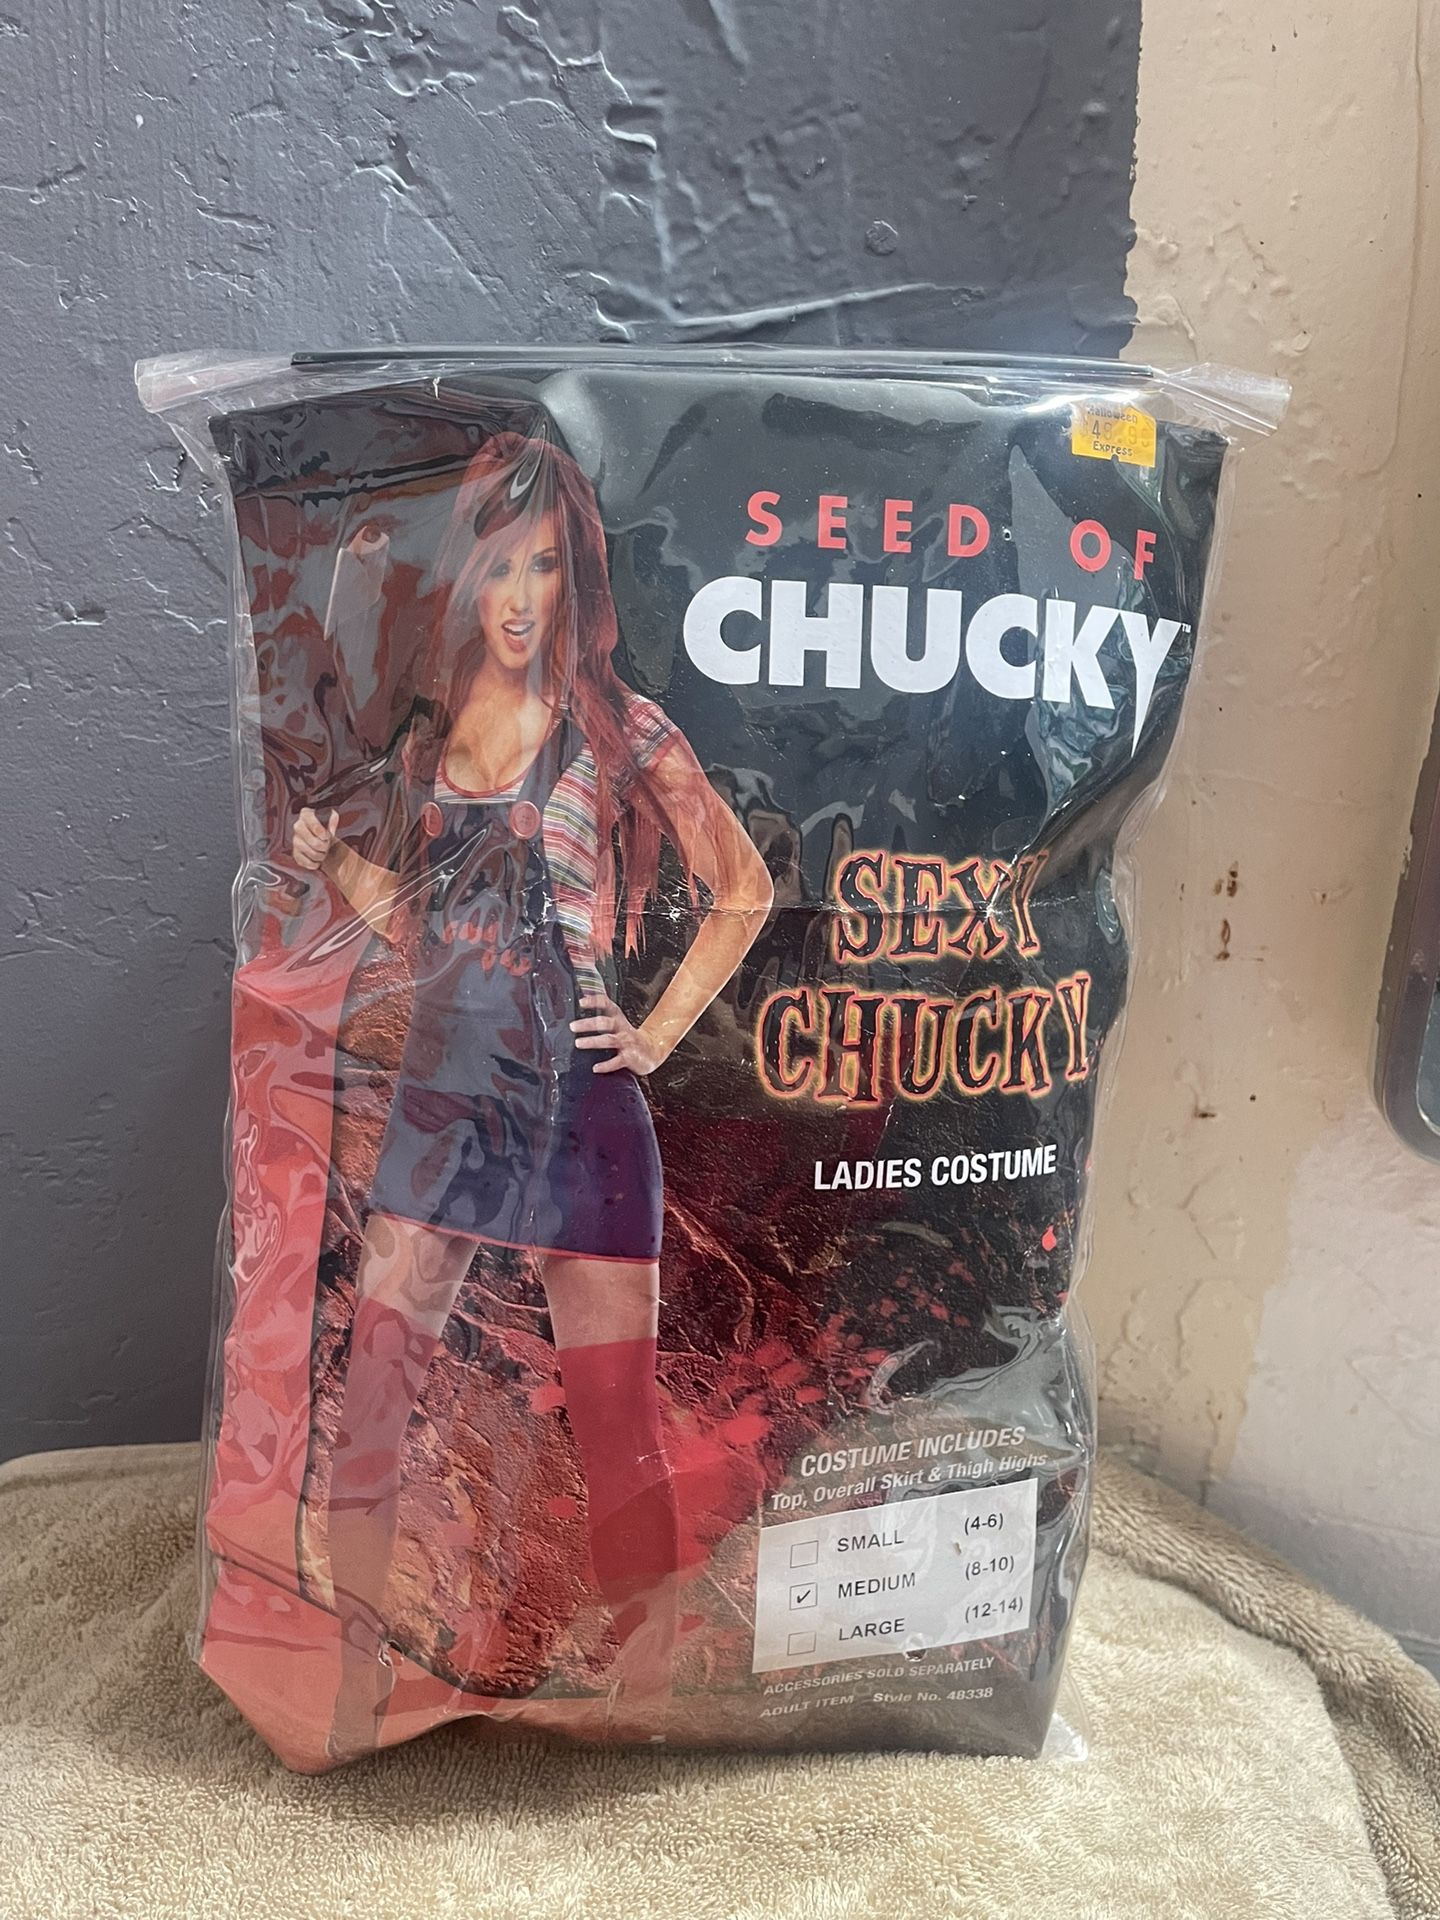 Halloween
Express
SEED OF
CHUCKY™
SEXY
CHUCKY
LADIES COSTUME
COSTUME INCLUDES
Top, Overall Skirt & Thigh Highs
SMALL (4-6)
✓ MEDIUM (8-10)
LARGE (12-14)
ACCESSORIES SOLD SEPARATELY
ADULT ITEM Style No. 48338